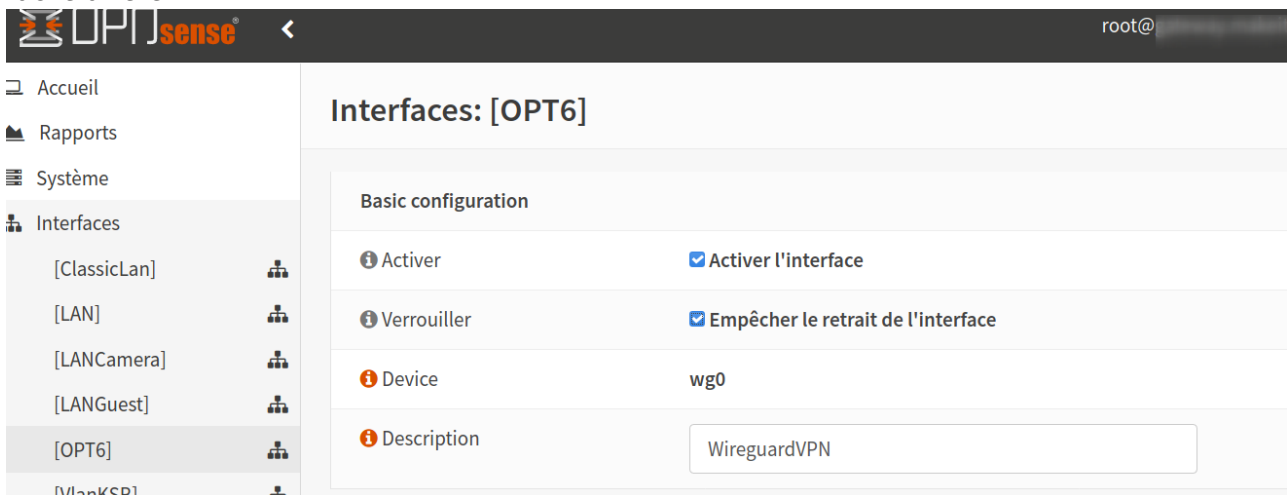 OPNsense®
root@
Accueil
Rapports
Système
Interfaces
[ClassicLan]
[LAN]
[LANCamera]
[LANGuest]
[OPT6]
[VlanKSB]
Interfaces: [OPT6]
Basic configuration
Activer
Activer l'interface
Verrouiller
Empêcher le retrait de l'interface
Device
wg0
Description
WireguardVPN